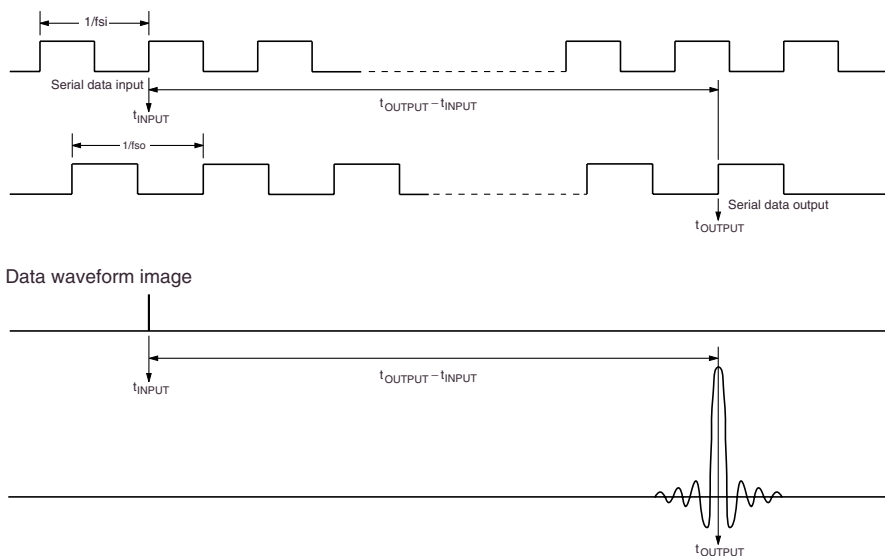 1/fsi
Serial data input
tINPUT
tOUTPUT – tINPUT
1/fso
Serial data output
tOUTPUT
Data waveform image
tINPUT
tOUTPUT – tINPUT
tOUTPUT